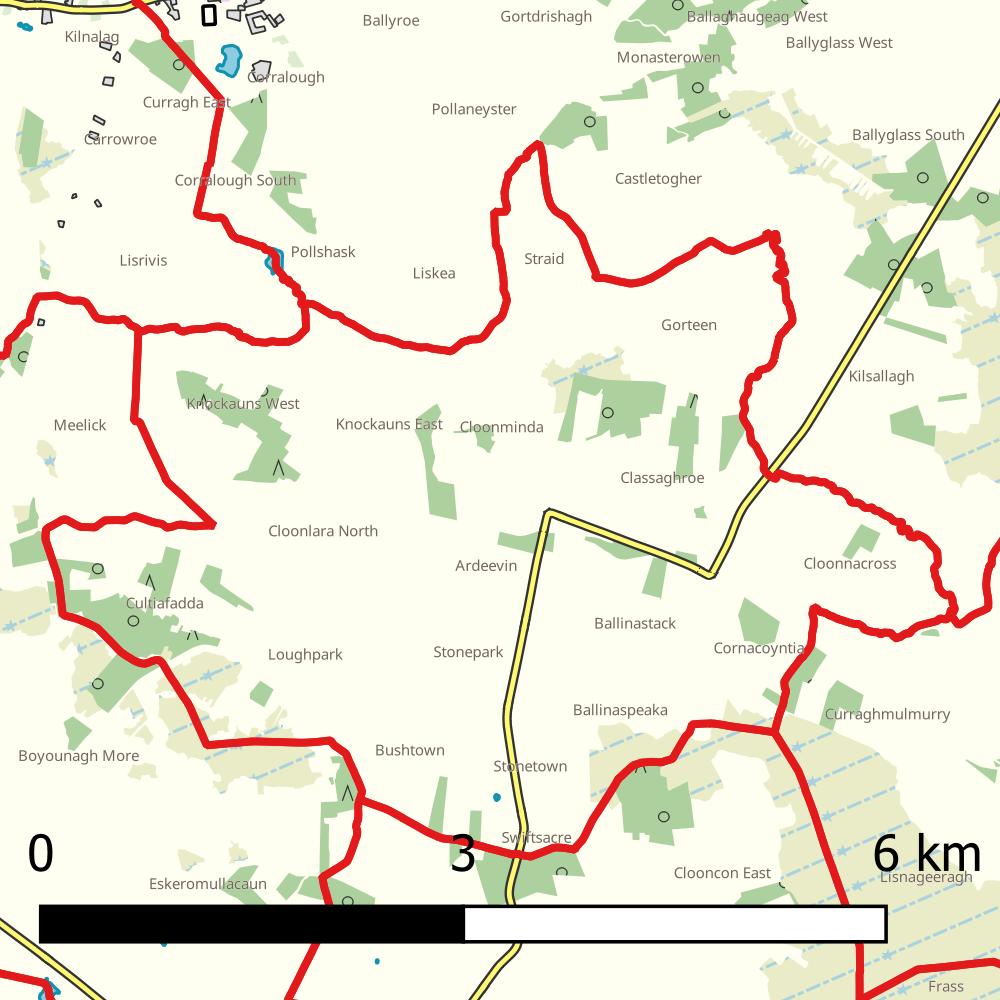 Ballyroe
Gortdrishagh
Ballaghaugeag West
Kilnalag
Ballyglass West
Monasterowen
Corralough
Curragh East
Pollaneyster
Carrowroe
Ballyglass South
Corralough South
Castletogher
Pollshask
Lisrivis
Straid
Liskea
Gorteen
Kilsallagh
Knockauns West
Meelick
Knockauns East
Cloonminda
Classaghroe
Cloonlara North
Ardeevin
Cloonnacross
Cultiafadda
Ballinastack
Loughpark
Stonepark
Cornacoyntia
Ballinaspeaka
Curraghmulmurry
Boyounagh More
Bushtown
Stonetown
Swiftsacre
0 3 6 km
Clooncon East
Lisnageeragh
Eskeromullacaun
Frass